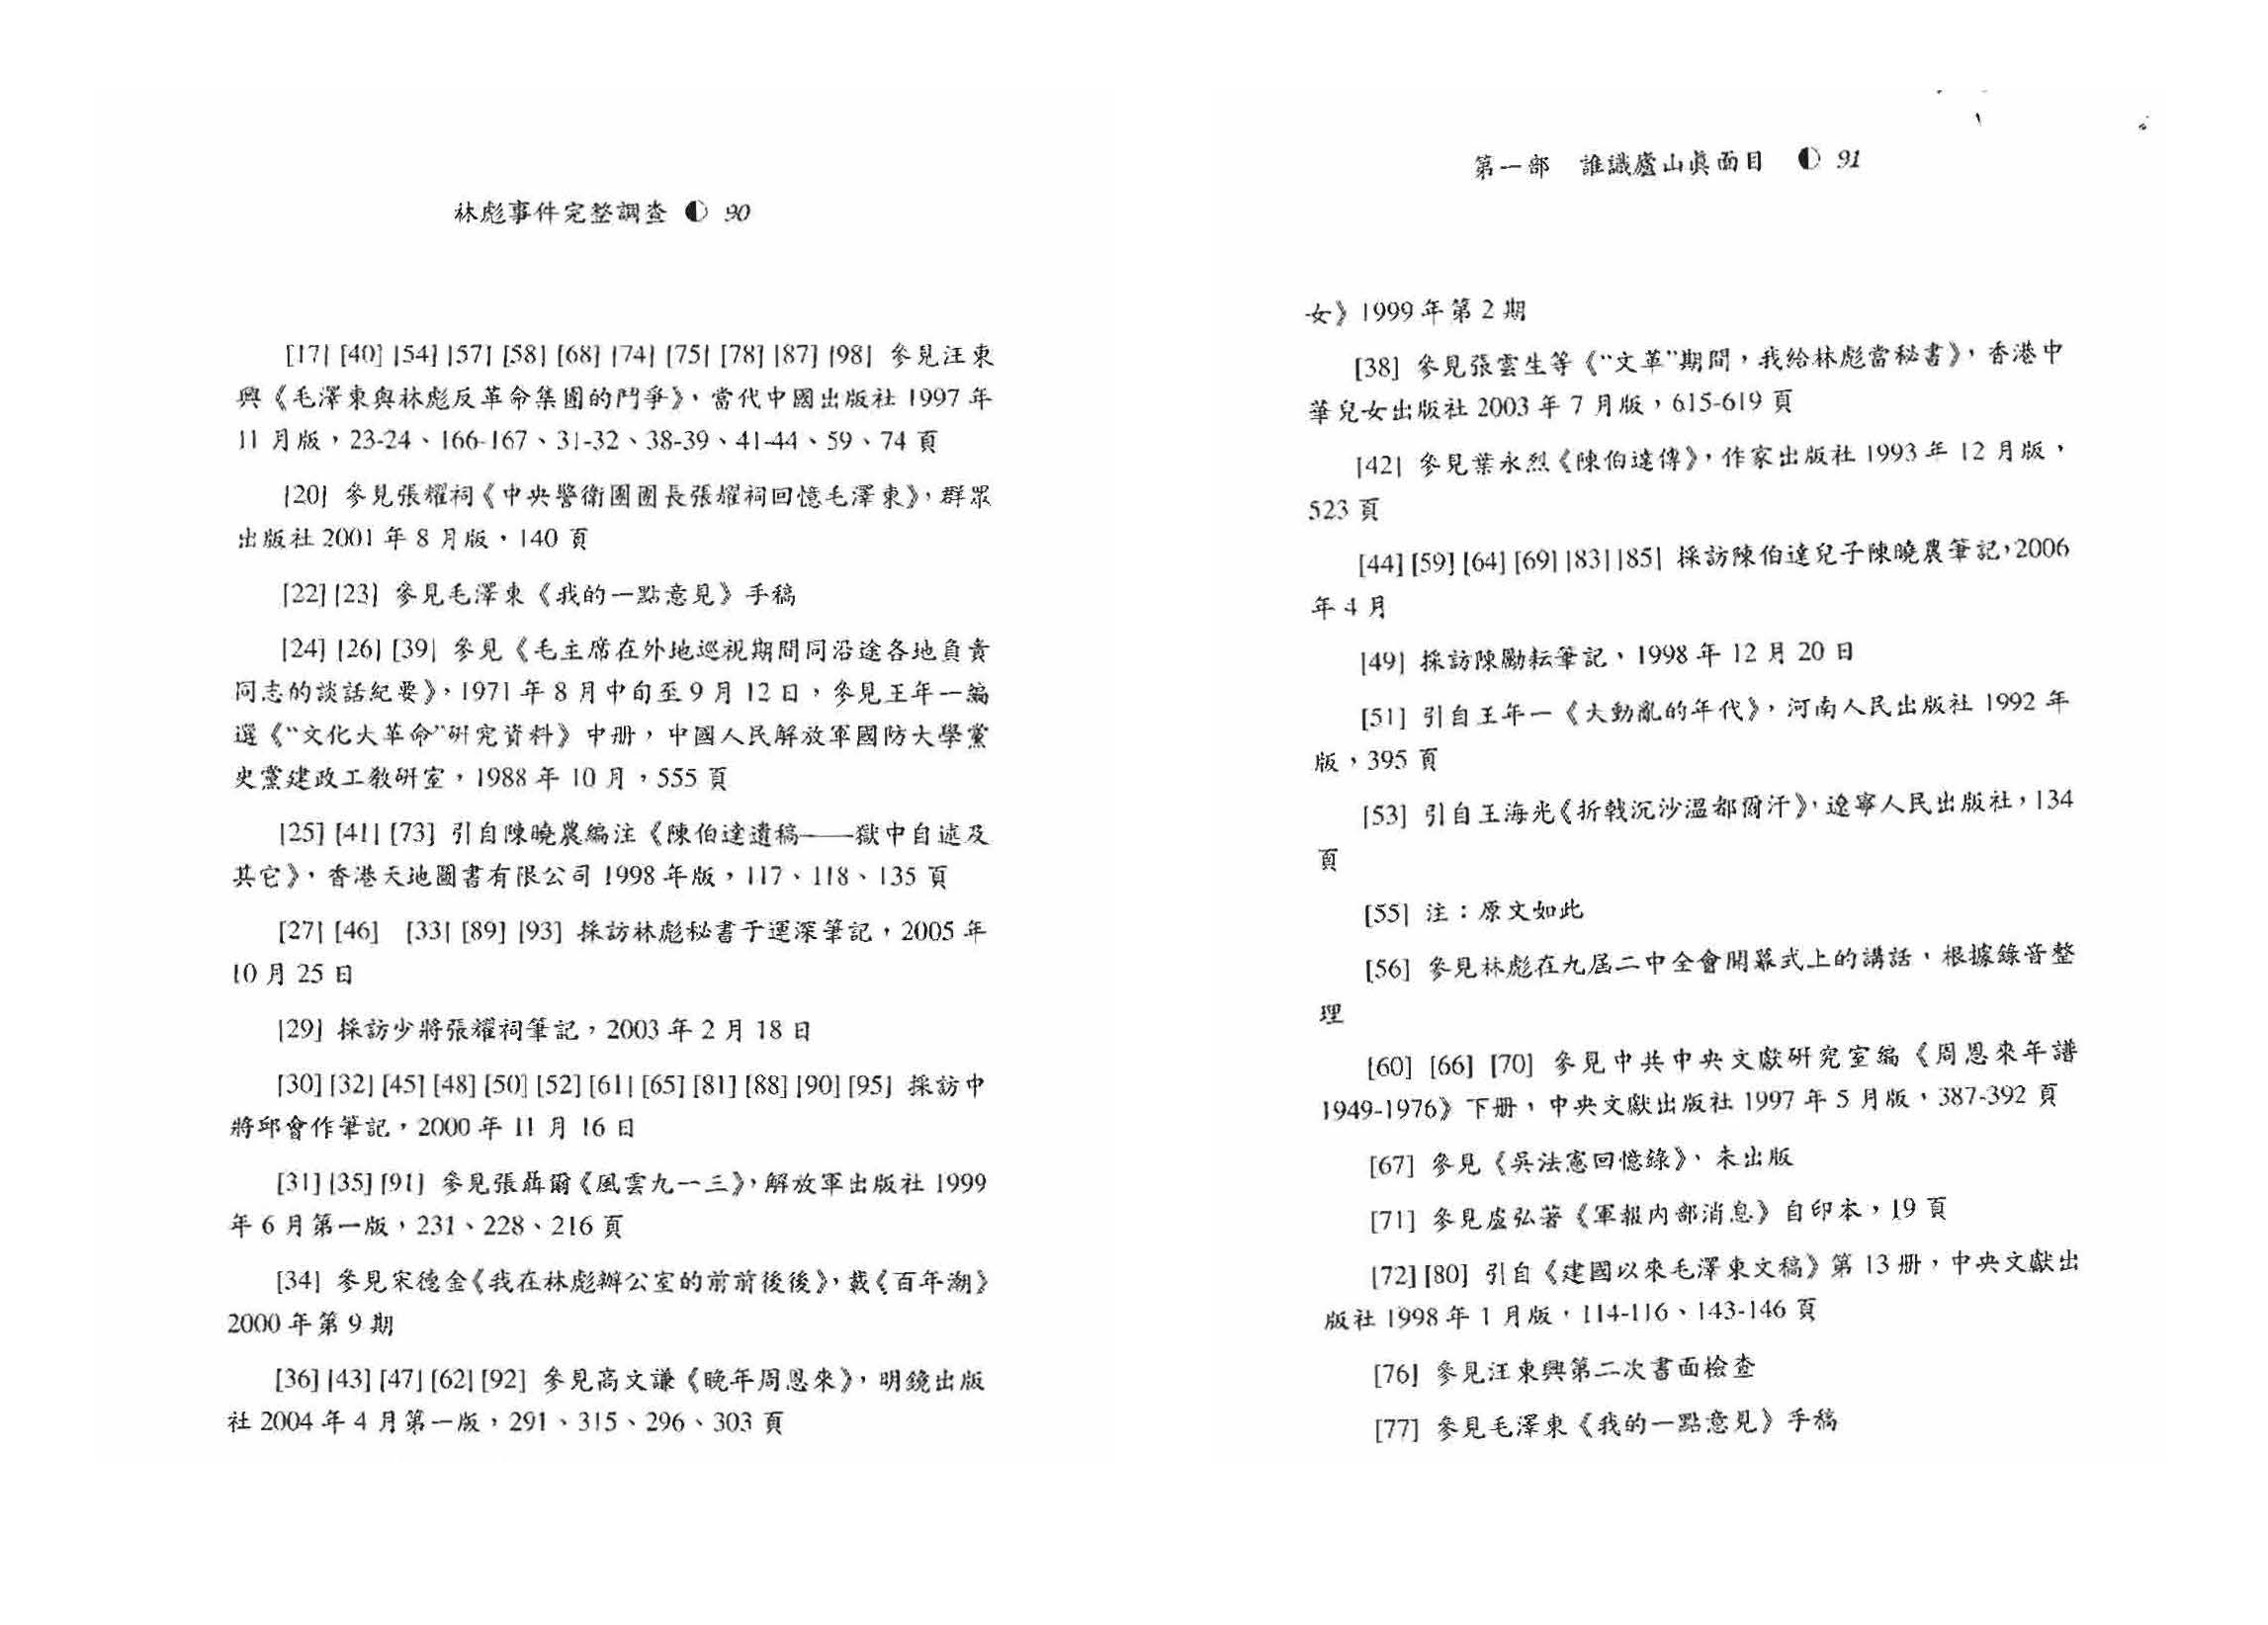 林彪事件完整調查 90
[17] [40] [54] [57] [58] [68] [74] [75] [78] [87] [98] 參見汪東
興《毛澤東與林彪反革命集團的鬥爭》，當代中國出版社 1997 年
11 月版，23-24、166-167、31-32、38-39、41-44、59、74 頁
[20] 參見張耀祠《中央警衛團團長張耀祠回憶毛澤東》，群眾
出版社 2001 年 8 月版，140 頁
[22] [23] 參見毛澤東《我的一點意見》手稿
[24] [26] [39] 參見《毛主席在外地巡視期間同沿途各地負責
同志的談話紀要》，1971 年 8 月中旬至 9 月 12 日，參見王年一編
選《“文化大革命”研究資料》中冊，中國人民解放軍國防大學黨
史黨建政工教研室，1988 年 10 月，555 頁
[25] [41] [73] 引自陳曉農編注《陳伯達遺稿——獄中自述及
其它》，香港天地圖書有限公司 1998 年版，117、118、135 頁
[27] [46] [33] [89] [93] 採訪林彪秘書于運深筆記，2005 年
10 月 25 日
[29] 採訪少將張耀祠筆記，2003 年 2 月 18 日
[30] [32] [45] [48] [50] [52] [61] [65] [81] [88] [90] [95] 採訪中
將邱會作筆記，2000 年 11 月 16 日
[31] [35] [91] 參見張聶爾《風雲九一三》，解放軍出版社 1999
年 6 月第一版，231、228、216 頁
[34] 參見宋德金《我在林彪辦公室的前前後後》，載《百年潮》
2000 年第 9 期
[36] [43] [47] [62] [92] 參見高文謙《晚年周恩來》，明鏡出版
社 2004 年 4 月第一版，291、315、296、303 頁
第一部 誰識廬山真面目 91
女》1999 年第 2 期
[38] 參見張雲生等《“文革”期間，我給林彪當秘書》，香港中
華兒女出版社 2003 年 7 月版，615-619 頁
[42] 參見葉永烈《陳伯達傳》，作家出版社 1993 年 12 月版，
523 頁
[44] [59] [64] [69] [83] [85] 採訪陳伯達兒子陳曉農筆記，2006
年 4 月
[49] 採訪陳勵耘筆記，1998 年 12 月 20 日
[51] 引自王年一《大動亂的年代》，河南人民出版社 1992 年
版，395 頁
[53] 引自王海光《折戟沉沙溫都爾汗》，遼寧人民出版社，134
頁
[55] 注：原文如此
[56] 參見林彪在九屆二中全會開幕式上的講話，根據錄音整
理
[60] [66] [70] 參見中共中央文獻研究室編《周恩來年譜
1949-1976》下冊，中央文獻出版社 1997 年 5 月版，387-392 頁
[67] 參見《吳法憲回憶錄》，未出版
[71] 參見盧弘著《軍報內部消息》自印本，19 頁
[72] [80] 引自《建國以來毛澤東文稿》第 13 冊，中央文獻出
版社 1998 年 1 月版，114-116、143-146 頁
[76] 參見汪東興第二次書面檢查
[77] 參見毛澤東《我的一點意見》手稿